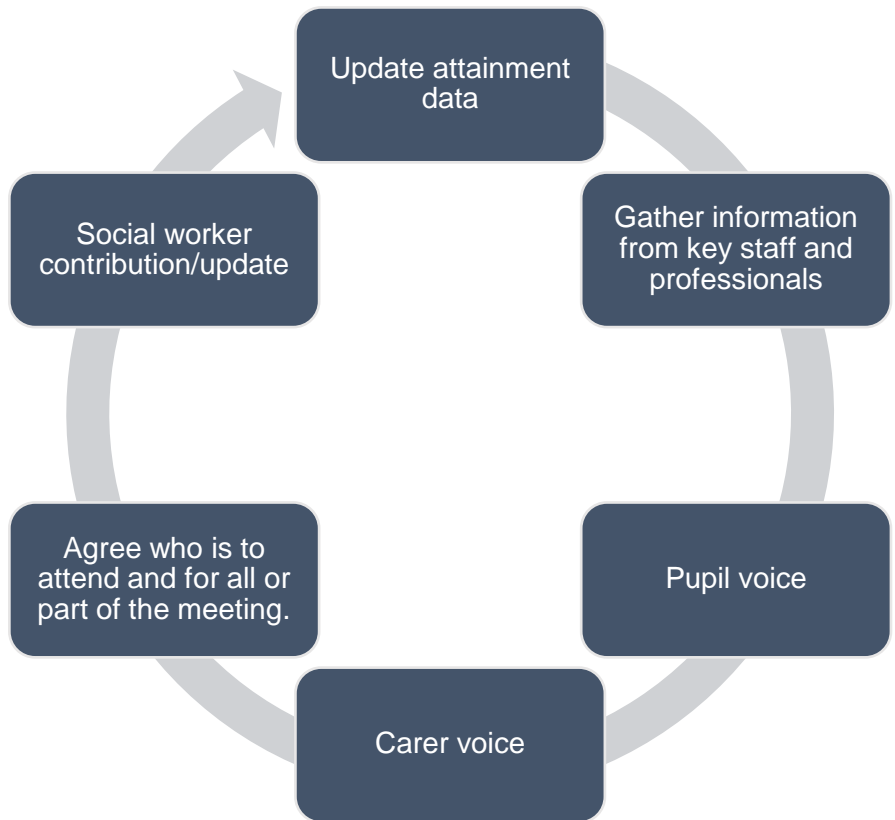 Update attainment
data
Gather information
from key staff and
professionals
Pupil voice
Carer voice
Agree who is to
attend and for all or
part of the meeting.
Social worker
contribution/update